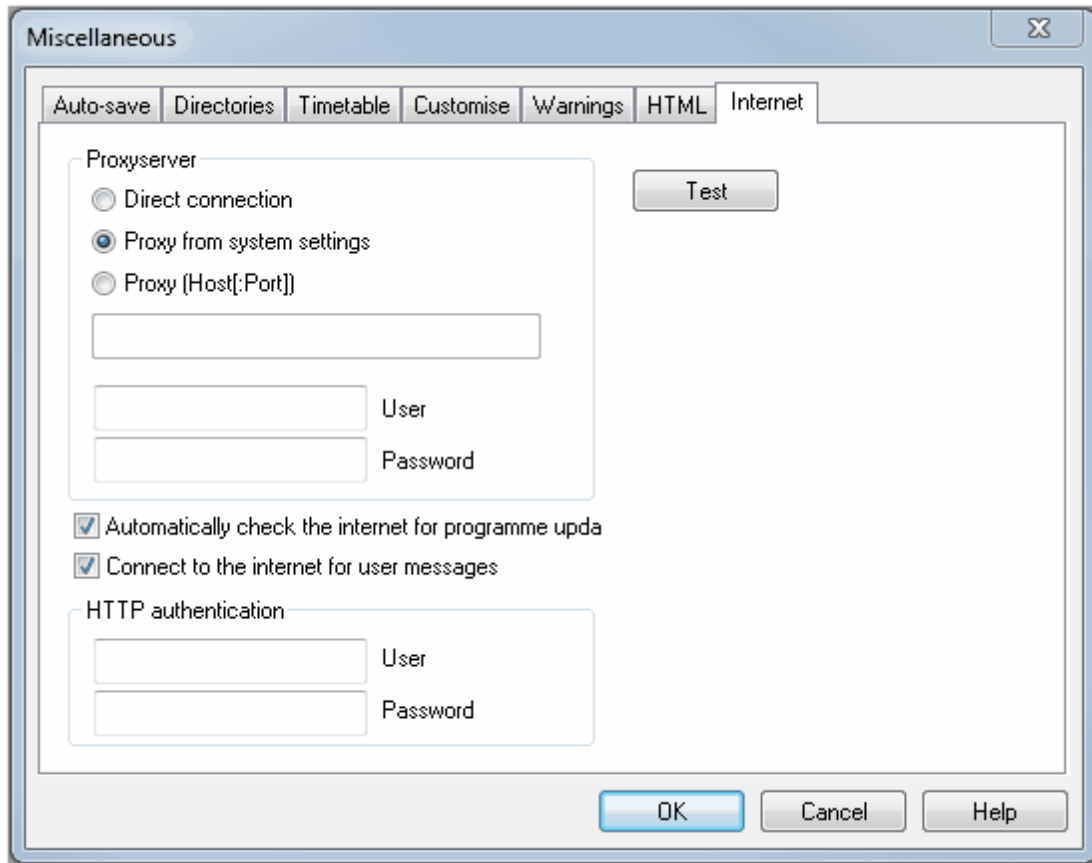 Miscellaneous
Auto-save Directories Timetable Customise Warnings HTML Internet
Proxyserver
Direct connection
Test
Proxy from system settings
Proxy (Host[:Port])
User
Password
Automatically check the internet for programme upda
Connect to the internet for user messages
HTTP authentication
User
Password
OK Cancel Help